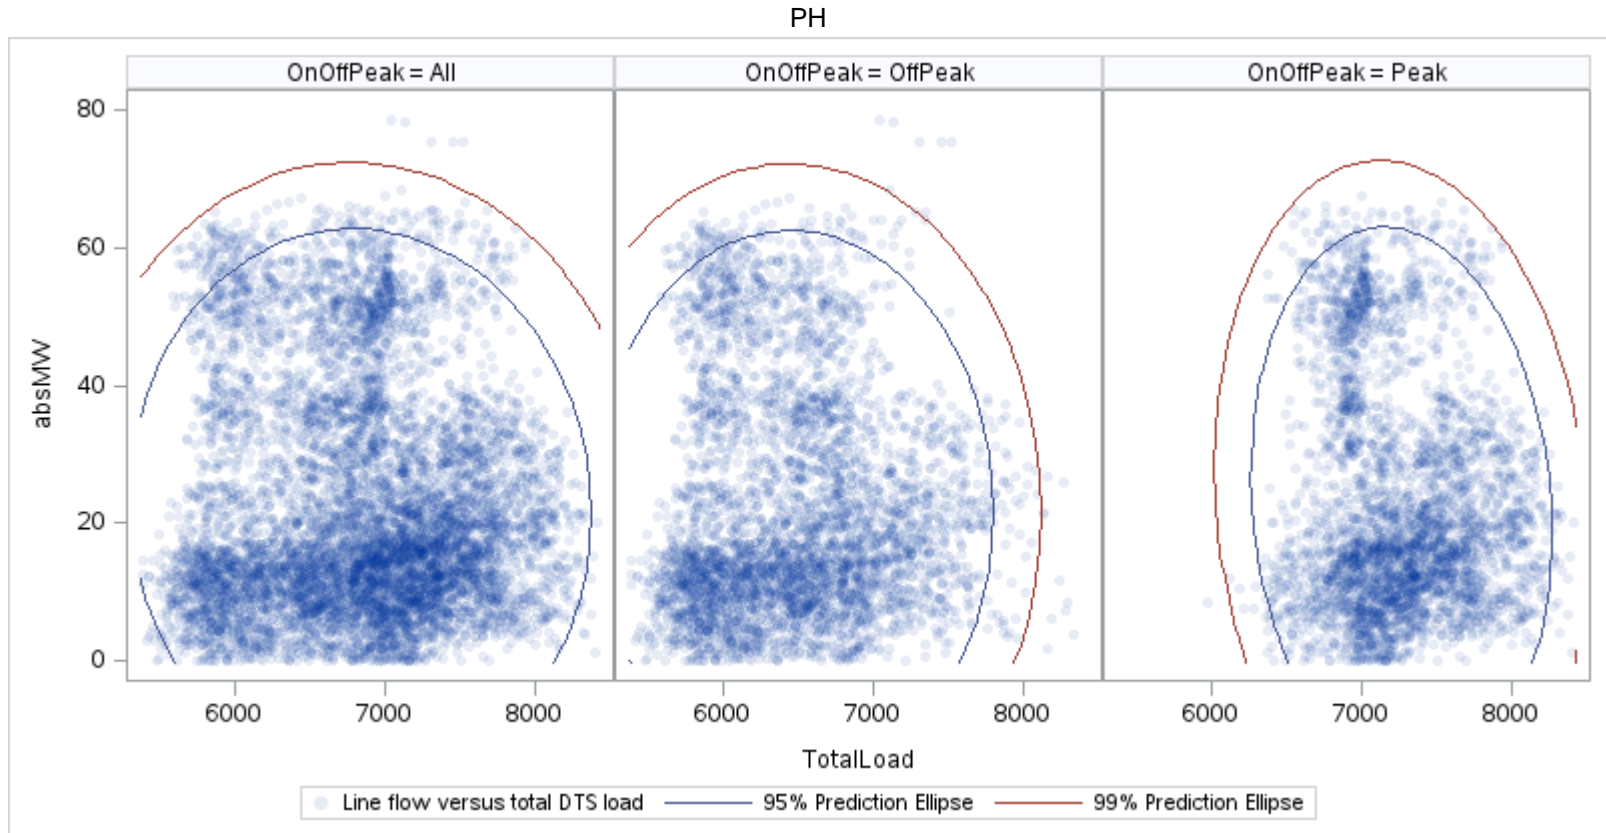 PH
OnOffPeak = All
OnOffPeak = OffPeak
OnOffPeak = Peak
80
60
40
20
0
absMW
6000 7000 8000
6000 7000 8000
6000 7000 8000
TotalLoad
Line flow versus total DTS load
95% Prediction Ellipse
99% Prediction Ellipse